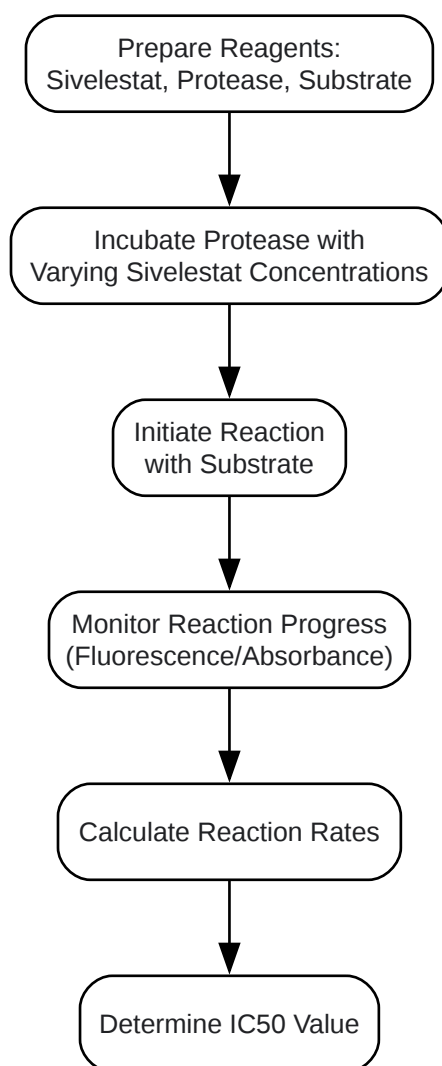 Prepare Reagents:
Sivelestat, Protease, Substrate
Incubate Protease with
Varying Sivelestat Concentrations
Initiate Reaction
with Substrate
Monitor Reaction Progress
(Fluorescence/Absorbance)
Calculate Reaction Rates
Determine IC50 Value